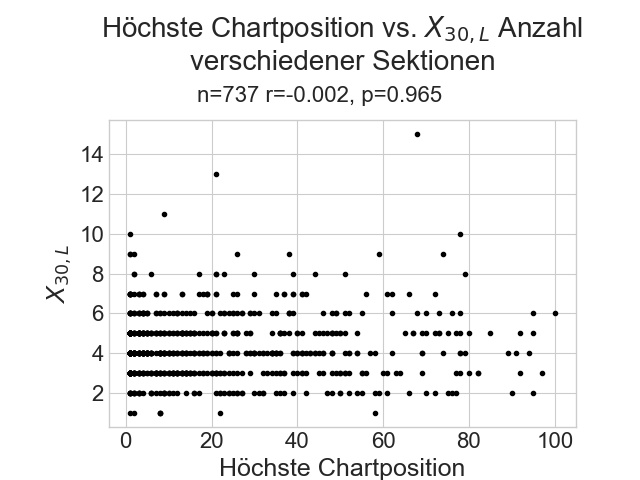 Höchste Chartposition vs. X₃₀,L Anzahl
verschiedener Sektionen
n=737 r=-0.002, p=0.965
14
12
10
8
6
4
2
X₃₀,L
0 20 40 60 80 100
Höchste Chartposition